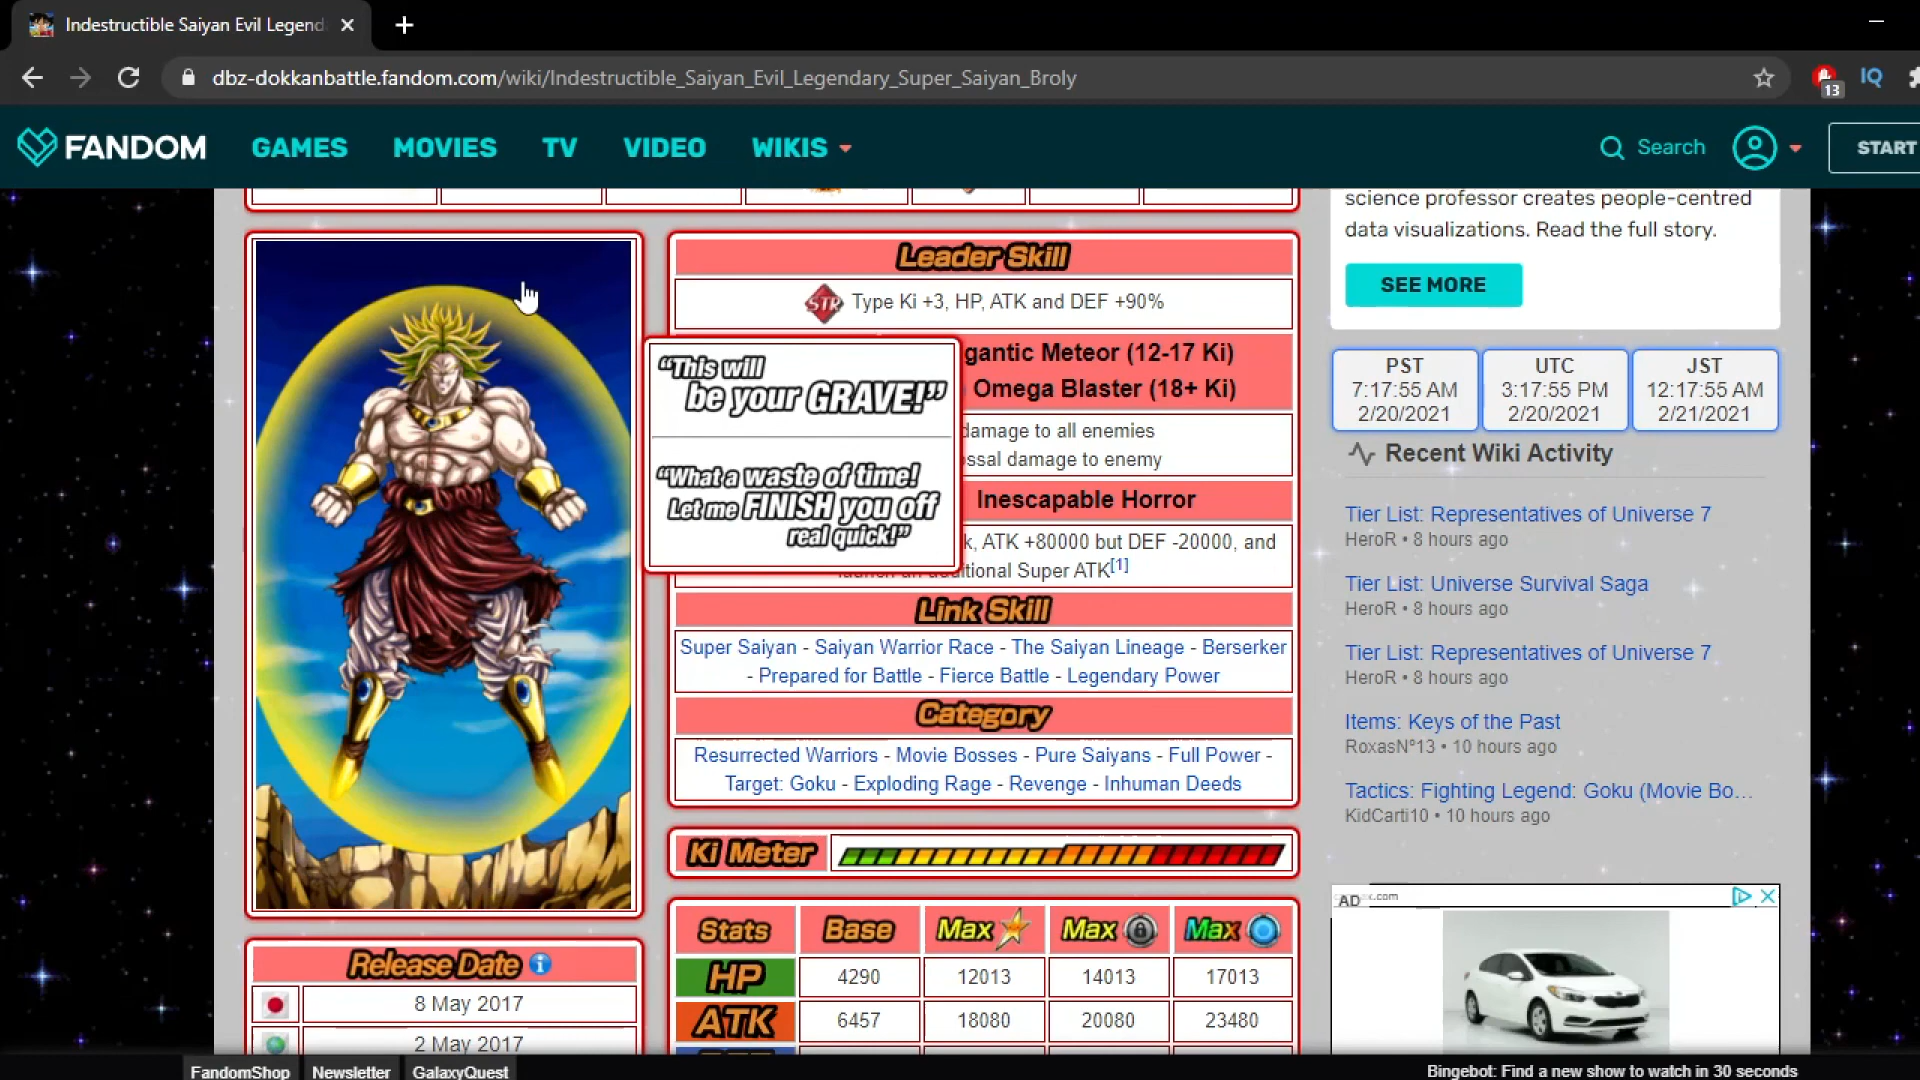 Indestructible Saiyan Evil Legend
dbz-dokkanbattle.fandom.com/wiki/Indestructible_Saiyan_Evil_Legendary_Super_Saiyan_Broly
13
IQ
FANDOM
GAMES
MOVIES
TV
VIDEO
WIKIS
Search
START
Leader Skill
STR Type Ki +3, HP, ATK and DEF +90%
gantic Meteor (12-17 Ki)
Omega Blaster (18+ Ki)
damage to all enemies
ossal damage to enemy
Inescapable Horror
k, ATK +80000 but DEF -20000, and
itional Super ATK[1]
"This will
be your GRAVE!"
"What a waste of time!
Let me FINISH you off
real quick!"
Link Skill
Super Saiyan - Saiyan Warrior Race - The Saiyan Lineage - Berserker
- Prepared for Battle - Fierce Battle - Legendary Power
Category
Resurrected Warriors - Movie Bosses - Pure Saiyans - Full Power -
Target: Goku - Exploding Rage - Revenge - Inhuman Deeds
Ki Meter
Stats Base Max Max Max
HP 4290 12013 14013 17013
ATK 6457 18080 20080 23480
Release Date
8 May 2017
2 May 2017
science professor creates people-centred
data visualizations. Read the full story.
SEE MORE
PST
7:17:55 AM
2/20/2021
UTC
3:17:55 PM
2/20/2021
JST
12:17:55 AM
2/21/2021
Recent Wiki Activity
Tier List: Representatives of Universe 7
HeroR • 8 hours ago
Tier List: Universe Survival Saga
HeroR • 8 hours ago
Tier List: Representatives of Universe 7
HeroR • 8 hours ago
Items: Keys of the Past
RoxasN°13 • 10 hours ago
Tactics: Fighting Legend: Goku (Movie Bo...
KidCarti10 • 10 hours ago
AD
.com
FandomShop
Newsletter
GalaxyQuest
Bingebot: Find a new show to watch in 30 seconds